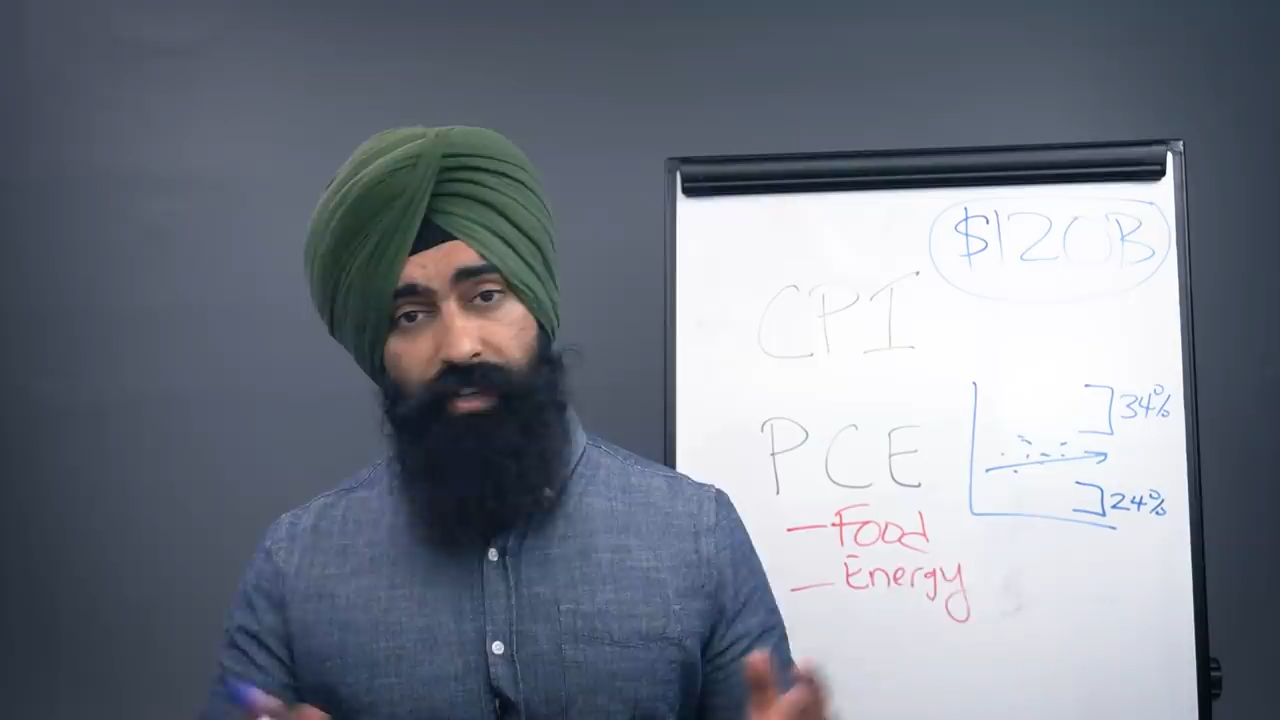 $120B
CPI
PCE
34%
24%
— Food
— Energy